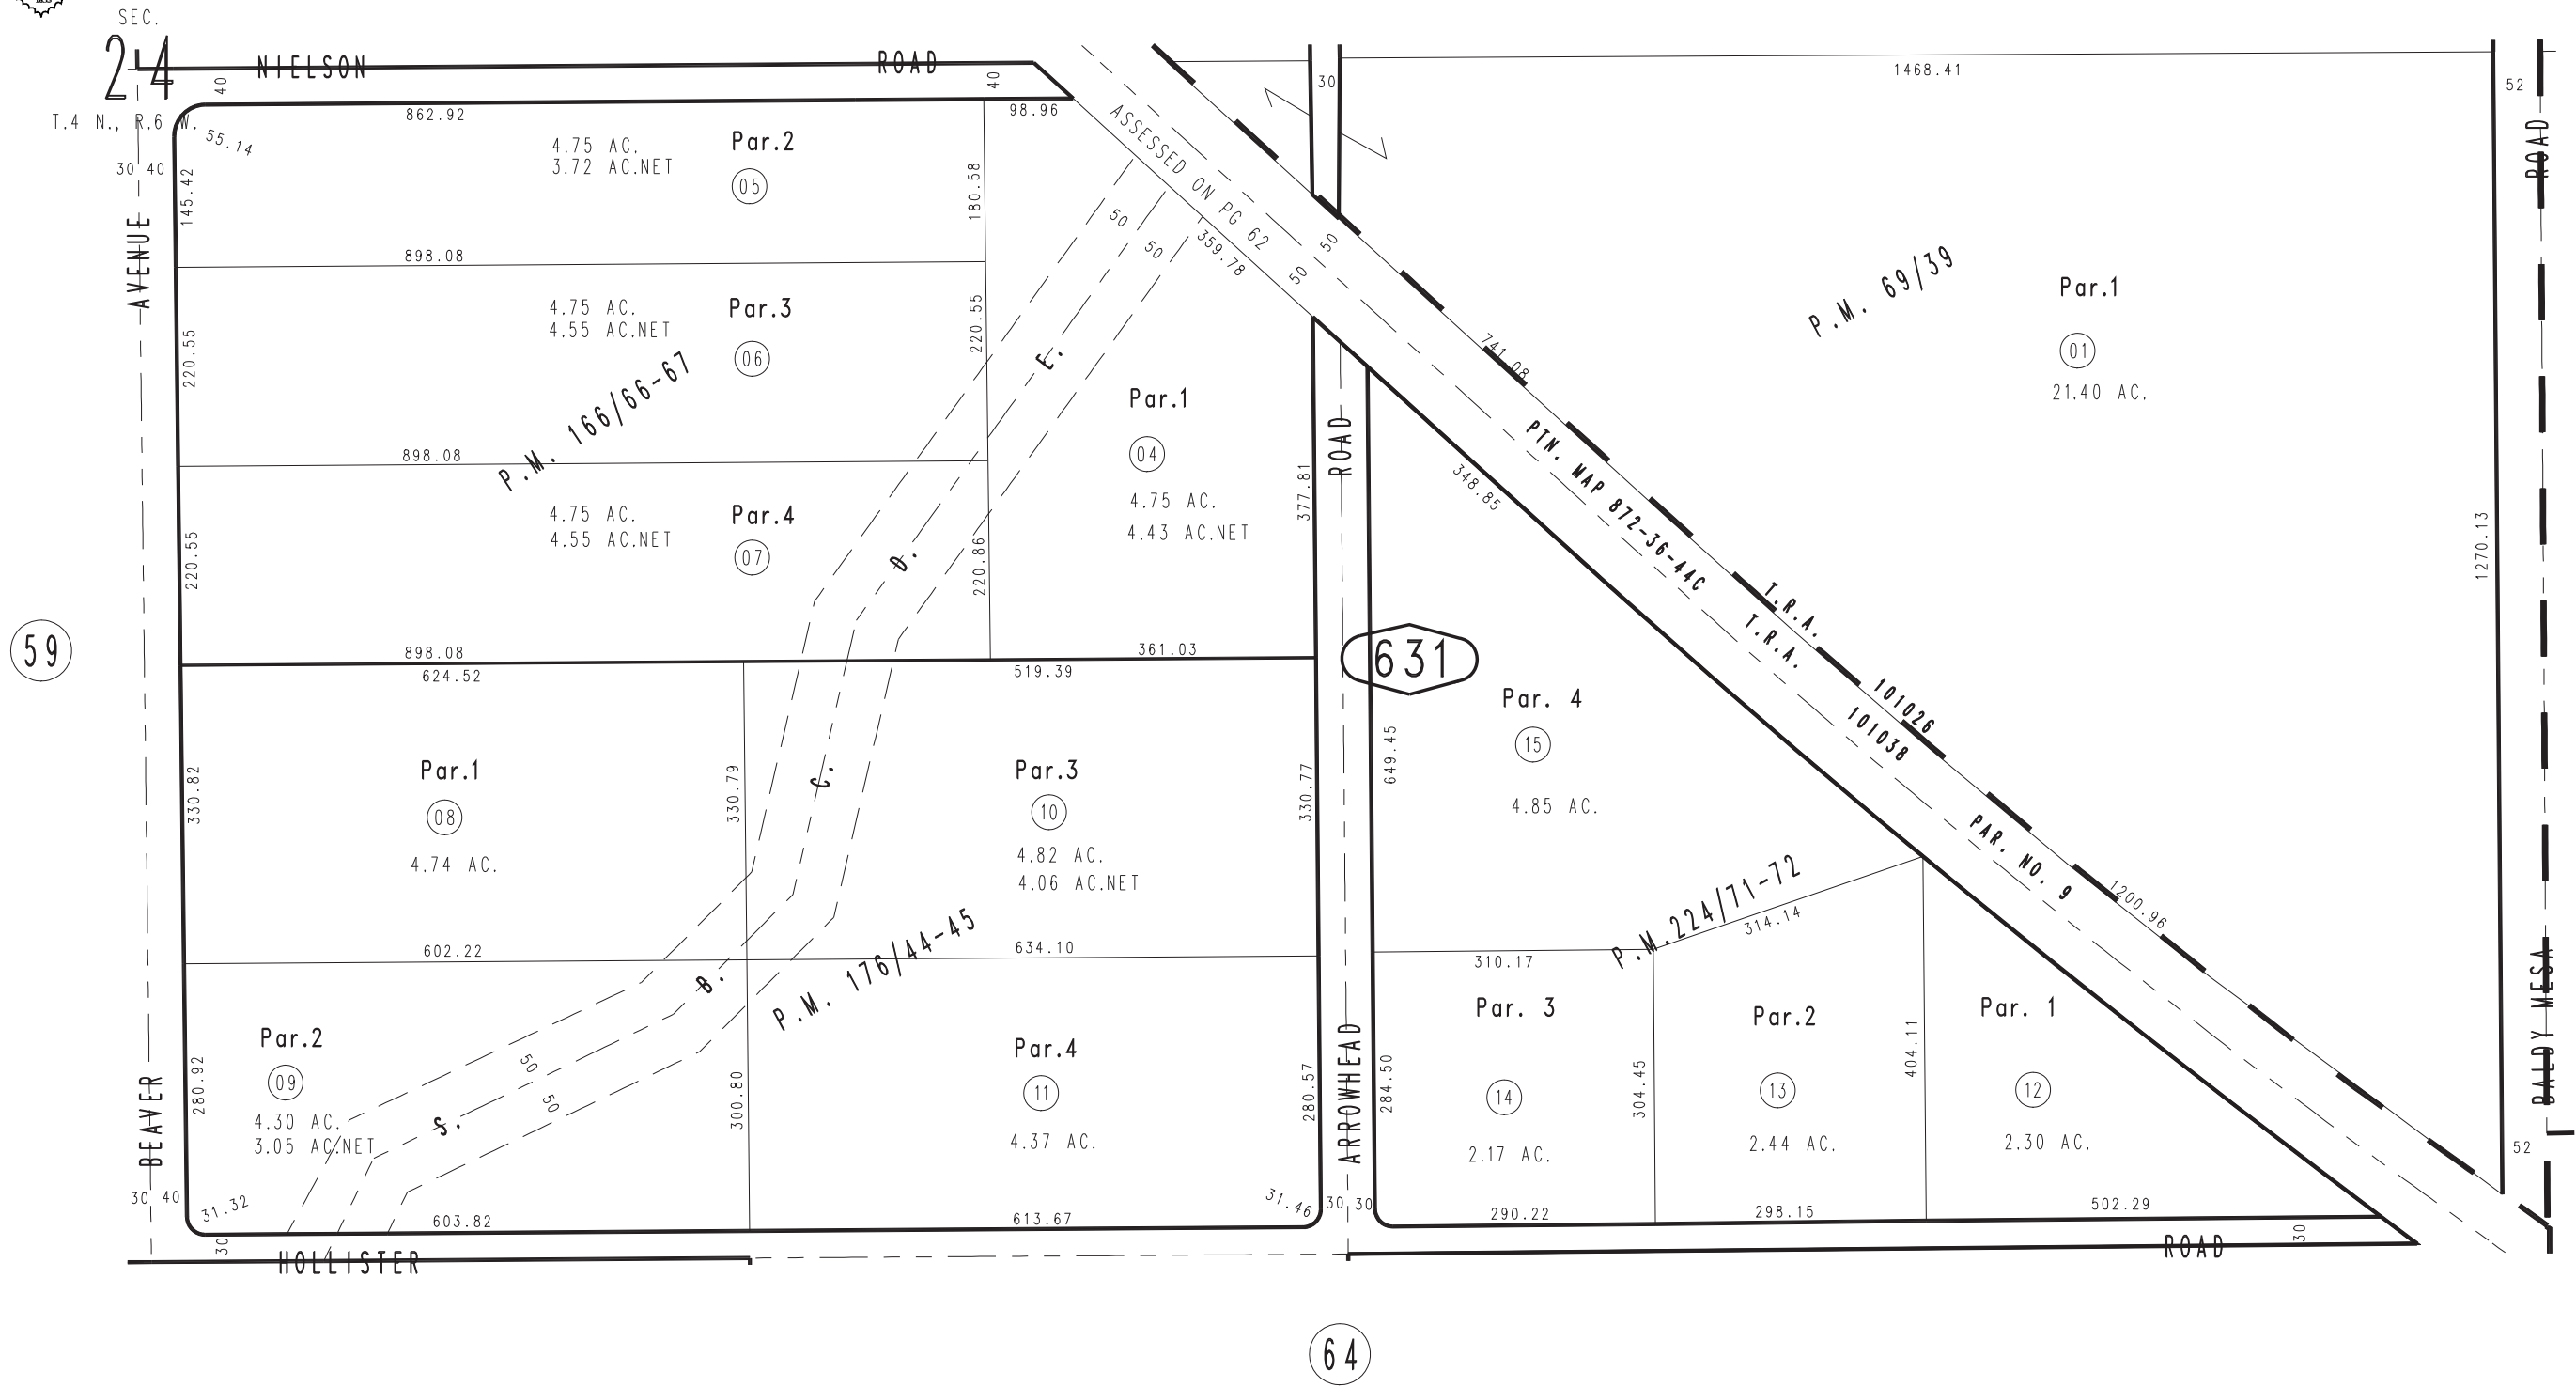 SEC.
24
T.4 N., R.6 W.
NIELSON ROAD
40
40
862.92
98.96
55.14
30 40
145.42
4.75 AC.
3.72 AC.NET
Par.2
05
180.58
898.08
AVENUE
220.55
4.75 AC.
4.55 AC.NET
Par.3
06
220.55
P.M. 166/66-67
898.08
220.55
4.75 AC.
4.55 AC.NET
Par.4
07
220.86
898.08
Par.1
04
4.75 AC.
4.43 AC.NET
377.81
361.03
359.78
50
50
S. B. C. D. E.
ASSESSED ON PG 62
50
50
30
1468.41
52
ROAD
P.M. 69/39
Par.1
01
21.40 AC.
1270.13
741.08
PTN. MAP 872-36-44C
T.R.A. 101026
T.R.A. 101038
PAR. NO. 9
1200.96
348.85
ROAD
631
59
624.52
519.39
330.82
Par.1
08
4.74 AC.
330.79
Par.3
10
4.82 AC.
4.06 AC.NET
330.77
602.22
634.10
P.M. 176/44-45
280.92
Par.2
09
4.30 AC.
3.05 AC.NET
50
50
300.80
Par.4
11
4.37 AC.
280.57
BEAVER
30 40
31.32
603.82
613.67
31.46
30 30
ARROWHEAD
649.45
Par. 4
15
4.85 AC.
P.M.224/71-72
314.14
310.17
284.50
Par. 3
14
2.17 AC.
304.45
Par.2
13
2.44 AC.
404.11
Par. 1
12
2.30 AC.
290.22
298.15
502.29
BALDY MESA
52
30
HOLLISTER
ROAD
30
64